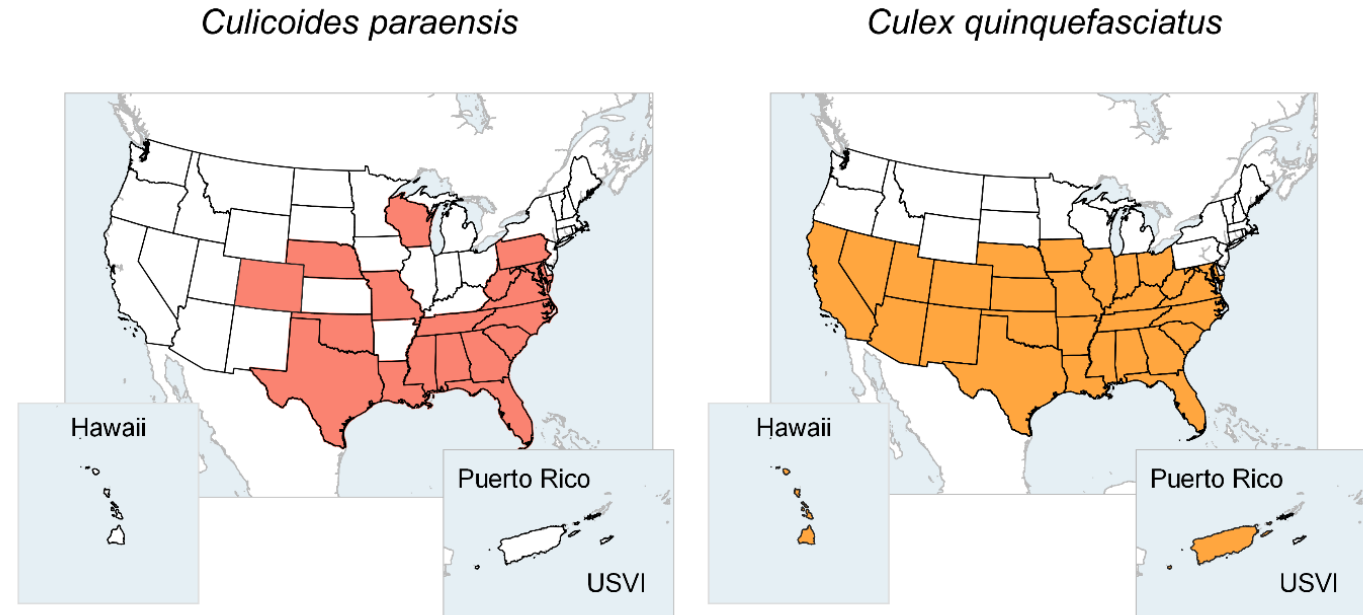 Culicoides paraensis
Culex quinquefasciatus
Hawaii
Puerto Rico
USVI
Hawaii
Puerto Rico
USVI